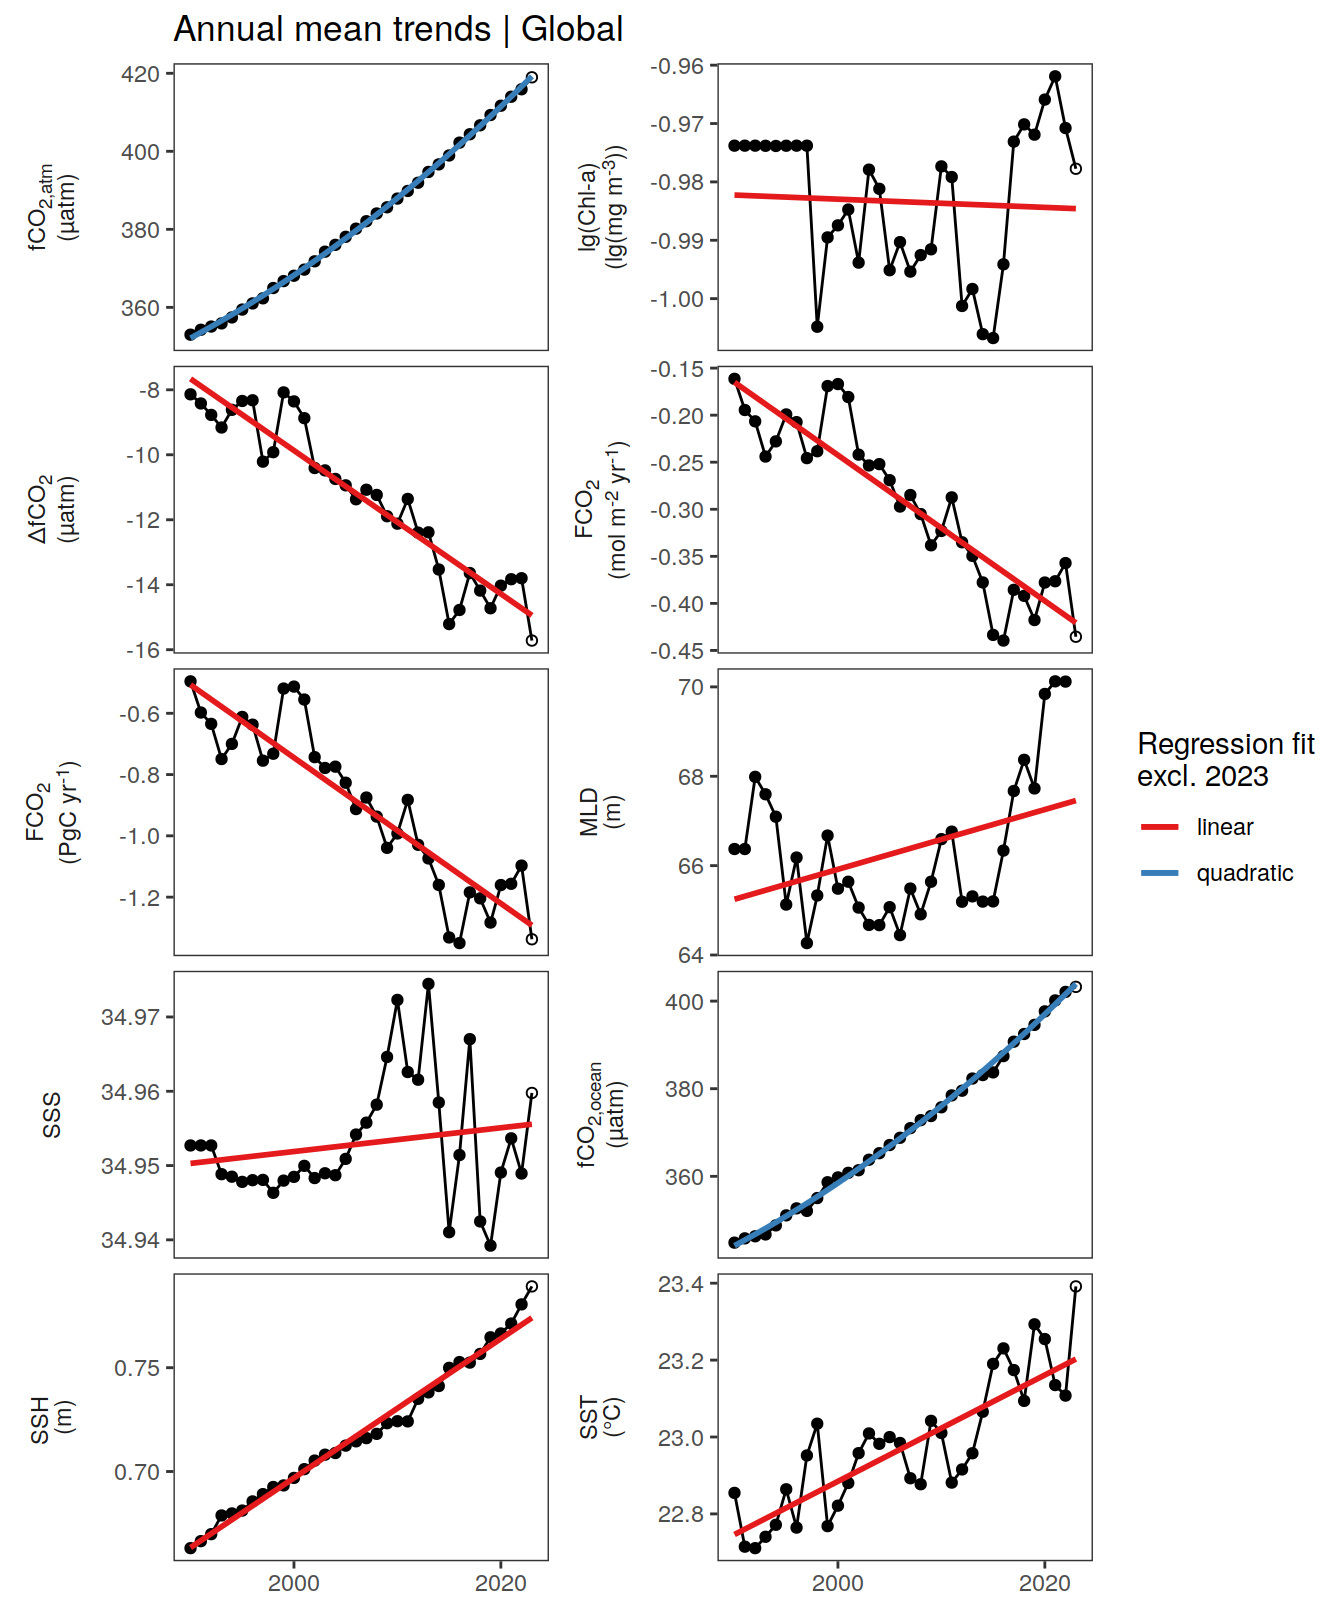 Annual mean trends | Global
fCO2,atm
(µatm)
420
400
380
360
lg(Chl-a)
(lg(mg m-3))
-0.96
-0.97
-0.98
-0.99
-1.00
ΔfCO2
(µatm)
-8
-10
-12
-14
-16
FCO2
(mol m-2 yr-1)
-0.15
-0.20
-0.25
-0.30
-0.35
-0.40
-0.45
FCO2
(PgC yr-1)
-0.6
-0.8
-1.0
-1.2
MLD
(m)
70
68
66
64
SSS
34.97
34.96
34.95
34.94
fCO2,ocean
(µatm)
400
380
360
SSH
(m)
0.75
0.70
SST
(°C)
23.4
23.2
23.0
22.8
2000
2020
2000
2020
Regression fit
excl. 2023
linear
quadratic